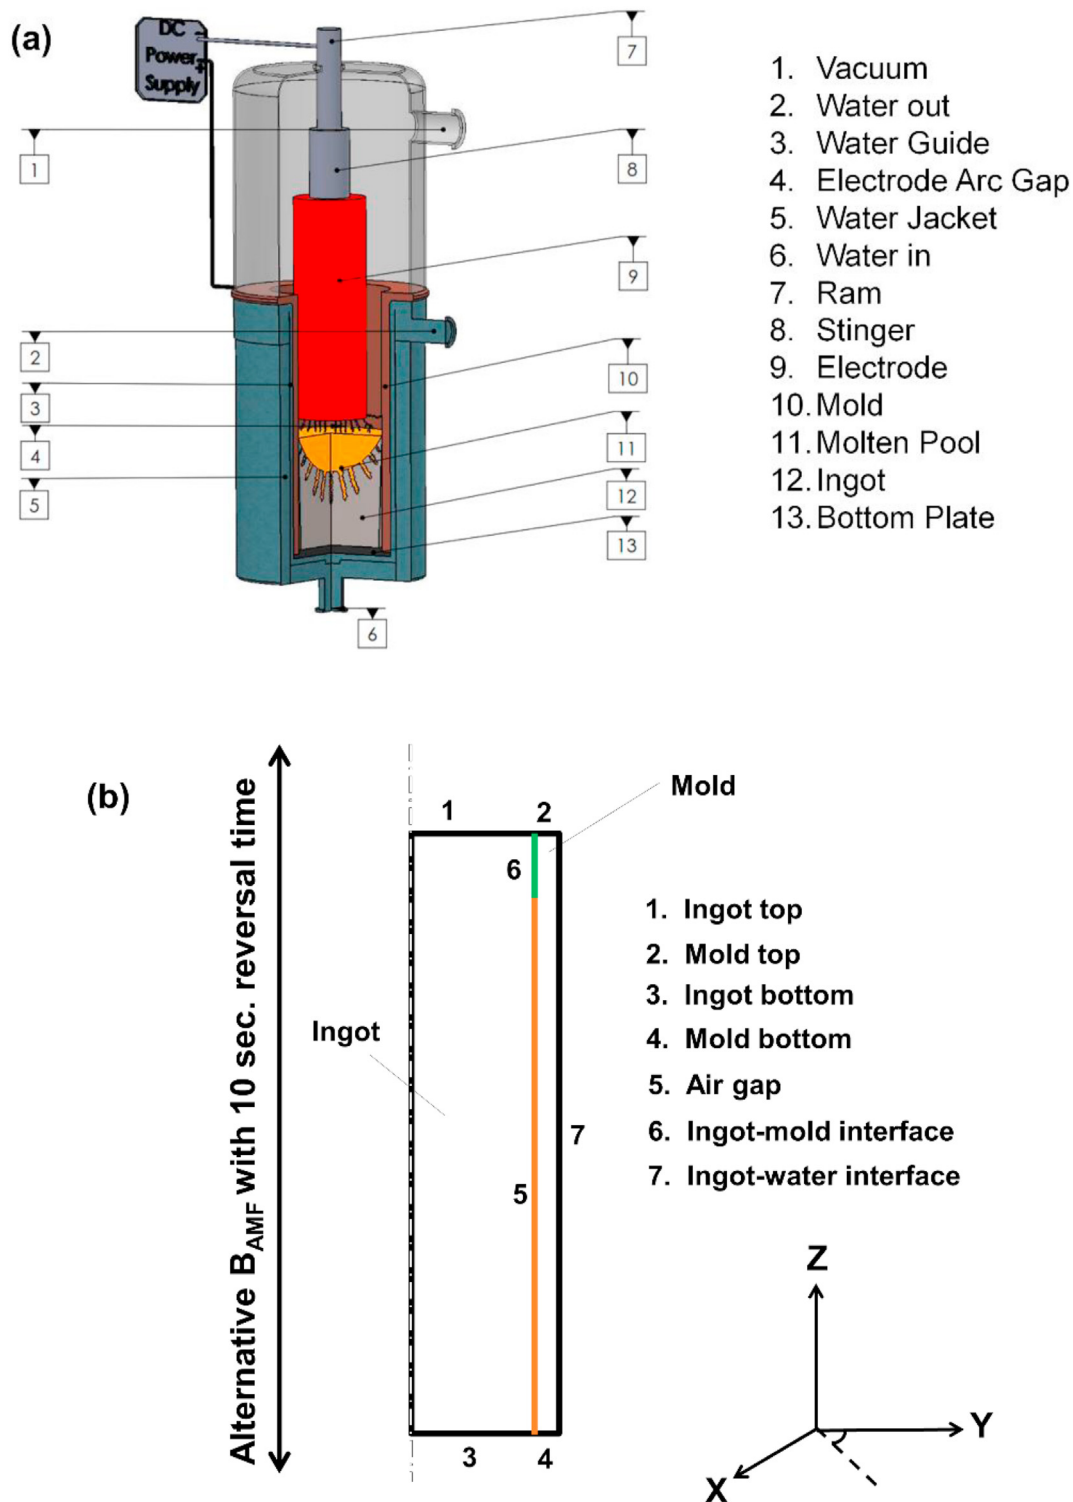 (a)
DC
Power
Supply
-
+
7
1
8
9
2
10
3
4
11
12
5
13
6
1. Vacuum
2. Water out
3. Water Guide
4. Electrode Arc Gap
5. Water Jacket
6. Water in
7. Ram
8. Stinger
9. Electrode
10. Mold
11. Molten Pool
12. Ingot
13. Bottom Plate
(b)
Alternative BAMF with 10 sec. reversal time
Mold
1
2
6
Ingot
7
5
3
4
1. Ingot top
2. Mold top
3. Ingot bottom
4. Mold bottom
5. Air gap
6. Ingot-mold interface
7. Ingot-water interface
Z
Y
X